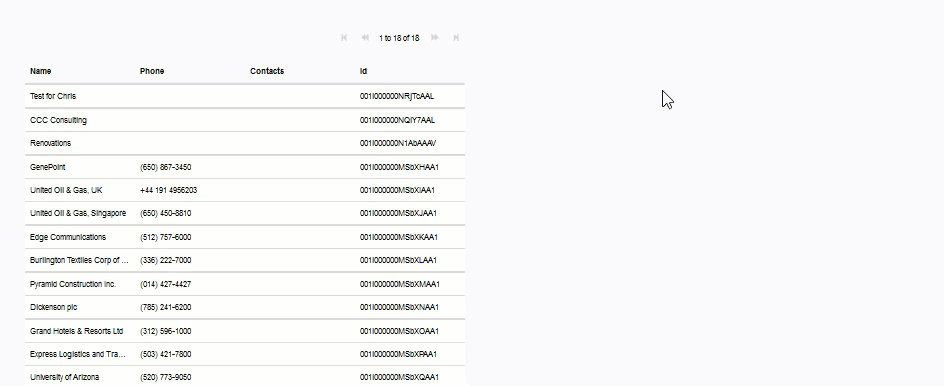 1 to 18 of 18
Name Phone Contacts Id
Test for Chris 001I000000NRjTcAAL
CCC Consulting 001I000000NQIY7AAL
Renovations 001I000000N1AbAAAV
GenePoint (650) 867-3450 001I000000MSbXHAA1
United Oil & Gas, UK +44 191 4956203 001I000000MSbXIAA1
United Oil & Gas, Singapore (650) 450-8810 001I000000MSbXJAA1
Edge Communications (512) 757-6000 001I000000MSbXKAA1
Burlington Textiles Corp of ... (336) 222-7000 001I000000MSbXLAA1
Pyramid Construction Inc. (014) 427-4427 001I000000MSbXMAA1
Dickenson plc (785) 241-6200 001I000000MSbXNAA1
Grand Hotels & Resorts Ltd (312) 596-1000 001I000000MSbXOAA1
Express Logistics and Tra... (503) 421-7800 001I000000MSbXPAA1
University of Arizona (520) 773-9050 001I000000MSbXQAA1